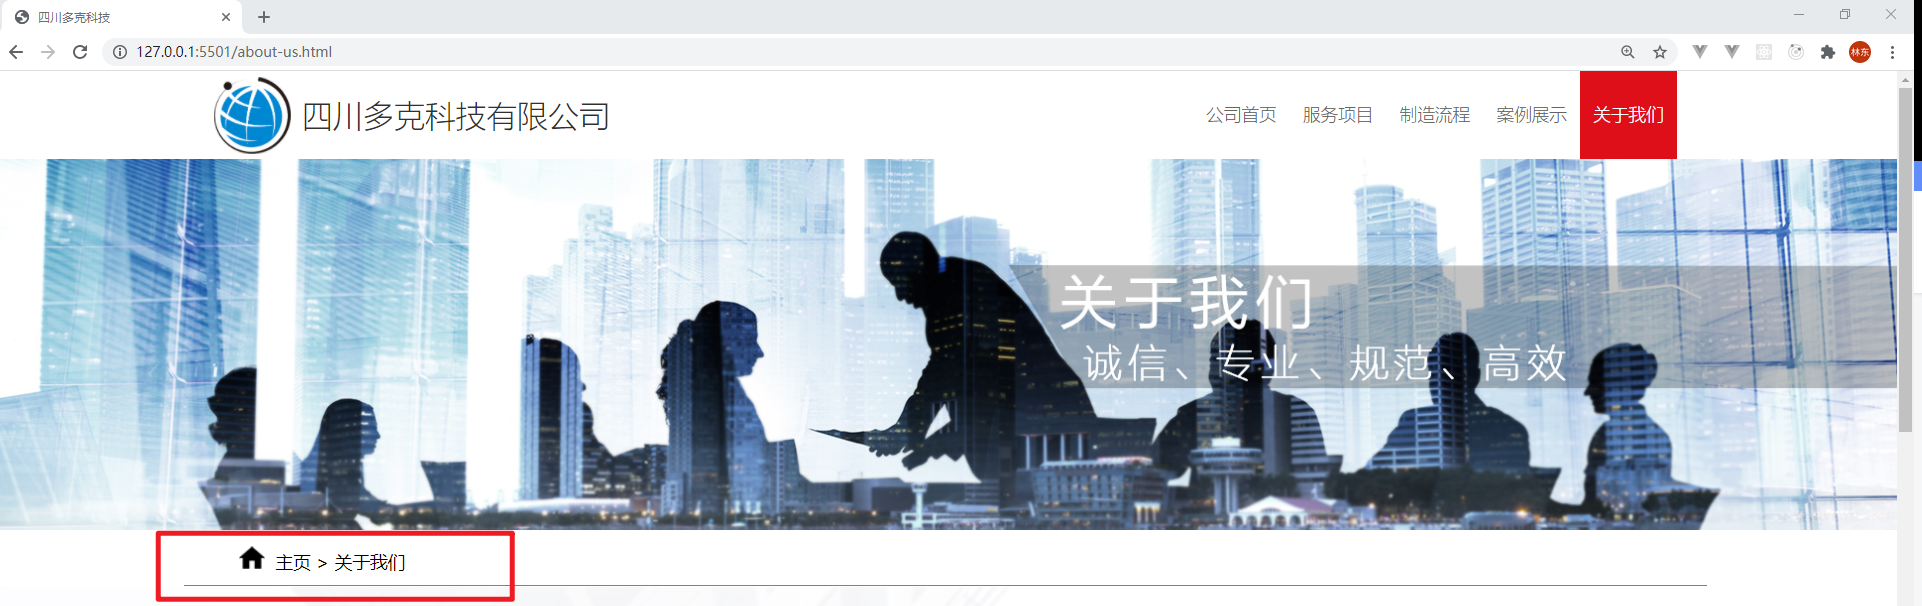 四川多克科技
127.0.0.1:5501/about-us.html
林东
四川多克科技有限公司
公司首页 服务项目 制造流程 案例展示 关于我们
关于我们
诚信、专业、规范、高效
主页 > 关于我们